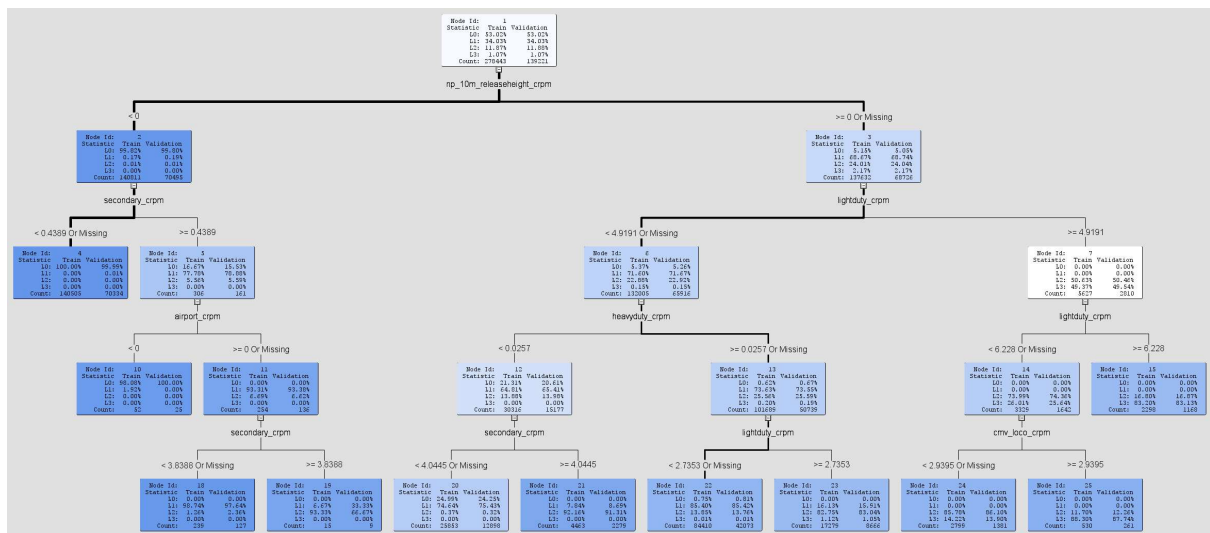 Node Id: 1
Statistic Train Validation
L0: 53.02% 53.02%
L1: 34.03% 34.03%
L2: 11.87% 11.88%
L3: 1.07% 1.07%
Count: 278443 139221
np_10m_releaseheight_crpm
< 0
>= 0 Or Missing
Node Id: 2
Statistic Train Validation
L0: 99.82% 99.80%
L1: 0.17% 0.19%
L2: 0.01% 0.01%
L3: 0.00% 0.00%
Count: 140811 70495
Node Id: 3
Statistic Train Validation
L0: 5.15% 5.05%
L1: 68.67% 68.74%
L2: 24.01% 24.04%
L3: 2.17% 2.17%
Count: 137632 68726
secondary_crpm
lightduty_crpm
< 0.4389 Or Missing
>= 0.4389
< 4.9191 Or Missing
>= 4.9191
Node Id: 4
Statistic Train Validation
L0: 100.00% 99.99%
L1: 0.00% 0.01%
L2: 0.00% 0.00%
L3: 0.00% 0.00%
Count: 140505 70334
Node Id: 5
Statistic Train Validation
L0: 16.67% 15.53%
L1: 77.78% 78.88%
L2: 5.56% 5.59%
L3: 0.00% 0.00%
Count: 306 161
Node Id: 6
Statistic Train Validation
L0: 5.37% 5.26%
L1: 71.60% 71.67%
L2: 22.88% 22.92%
L3: 0.15% 0.15%
Count: 132005 65916
Node Id: 7
Statistic Train Validation
L0: 0.00% 0.00%
L1: 0.00% 0.00%
L2: 50.63% 50.46%
L3: 49.37% 49.54%
Count: 5627 2810
airport_crpm
heavyduty_crpm
lightduty_crpm
< 0
>= 0 Or Missing
< 0.0257
>= 0.0257 Or Missing
< 6.228 Or Missing
>= 6.228
Node Id: 10
Statistic Train Validation
L0: 98.08% 100.00%
L1: 1.92% 0.00%
L2: 0.00% 0.00%
L3: 0.00% 0.00%
Count: 52 25
Node Id: 11
Statistic Train Validation
L0: 0.00% 0.00%
L1: 93.31% 93.38%
L2: 6.69% 6.62%
L3: 0.00% 0.00%
Count: 254 136
Node Id: 12
Statistic Train Validation
L0: 21.31% 20.61%
L1: 64.81% 65.41%
L2: 13.88% 13.98%
L3: 0.00% 0.00%
Count: 30316 15177
Node Id: 13
Statistic Train Validation
L0: 0.62% 0.67%
L1: 73.63% 73.55%
L2: 25.56% 25.59%
L3: 0.20% 0.19%
Count: 101689 50739
Node Id: 14
Statistic Train Validation
L0: 0.00% 0.00%
L1: 0.00% 0.00%
L2: 73.99% 74.36%
L3: 26.01% 25.64%
Count: 3329 1642
Node Id: 15
Statistic Train Validation
L0: 0.00% 0.00%
L1: 0.00% 0.00%
L2: 16.80% 16.87%
L3: 83.20% 83.13%
Count: 2298 1168
secondary_crpm
secondary_crpm
lightduty_crpm
cmv_loco_crpm
< 3.8388 Or Missing
>= 3.8388
< 4.0445 Or Missing
>= 4.0445
< 2.7353 Or Missing
>= 2.7353
< 2.9395 Or Missing
>= 2.9395
Node Id: 18
Statistic Train Validation
L0: 0.00% 0.00%
L1: 98.74% 97.64%
L2: 1.26% 2.36%
L3: 0.00% 0.00%
Count: 239 127
Node Id: 19
Statistic Train Validation
L0: 0.00% 0.00%
L1: 6.67% 33.33%
L2: 93.33% 66.67%
L3: 0.00% 0.00%
Count: 15 9
Node Id: 20
Statistic Train Validation
L0: 24.99% 24.25%
L1: 74.64% 75.43%
L2: 0.37% 0.32%
L3: 0.00% 0.00%
Count: 25853 12898
Node Id: 21
Statistic Train Validation
L0: 0.00% 0.00%
L1: 7.84% 8.69%
L2: 92.16% 91.31%
L3: 0.00% 0.00%
Count: 4463 2279
Node Id: 22
Statistic Train Validation
L0: 0.75% 0.81%
L1: 85.40% 85.42%
L2: 13.85% 13.76%
L3: 0.01% 0.01%
Count: 84410 42073
Node Id: 23
Statistic Train Validation
L0: 0.00% 0.00%
L1: 16.13% 15.91%
L2: 82.75% 83.04%
L3: 1.12% 1.05%
Count: 17279 8666
Node Id: 24
Statistic Train Validation
L0: 0.00% 0.00%
L1: 0.00% 0.00%
L2: 85.78% 86.10%
L3: 14.22% 13.90%
Count: 2799 1381
Node Id: 25
Statistic Train Validation
L0: 0.00% 0.00%
L1: 0.00% 0.00%
L2: 11.70% 12.26%
L3: 88.30% 87.74%
Count: 530 261